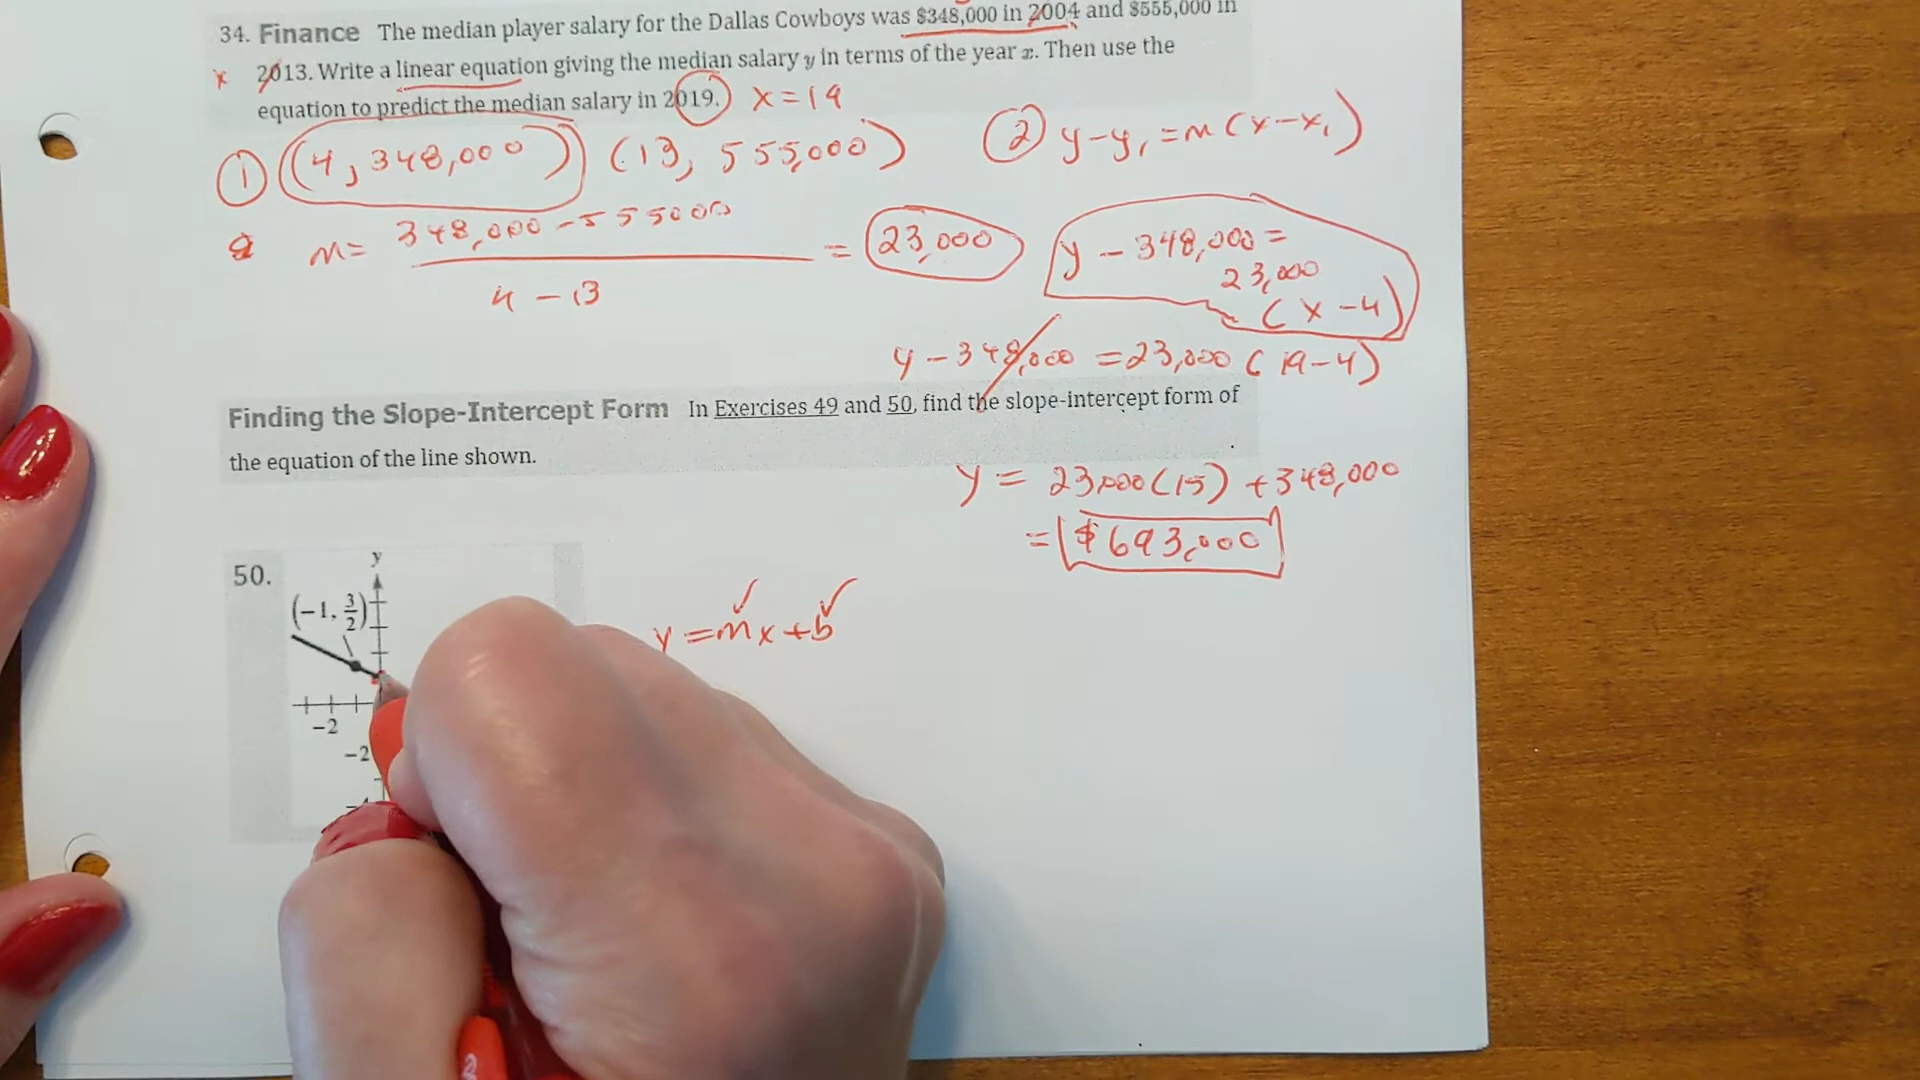 34. Finance The median player salary for the Dallas Cowboys was $348,000 in 2004 and $555,000 in
x 2013. Write a linear equation giving the median salary y in terms of the year x. Then use the
equation to predict the median salary in 2019. x = 19
① (4, 348,000) (13, 555,000) ② y-y₁ = m(x-x₁)
m = 348,000 - 555000
4 - 13
= 23,000
y - 348,000 =
23,000
(x - 4)
y - 348,000 = 23,000 (19-4)
Finding the Slope-Intercept Form In Exercises 49 and 50, find the slope-intercept form of
the equation of the line shown.
y = 23,000(15) + 348,000
= $693,000
50.
y
(-1, 3/2)
y = mx + b
-2
-2